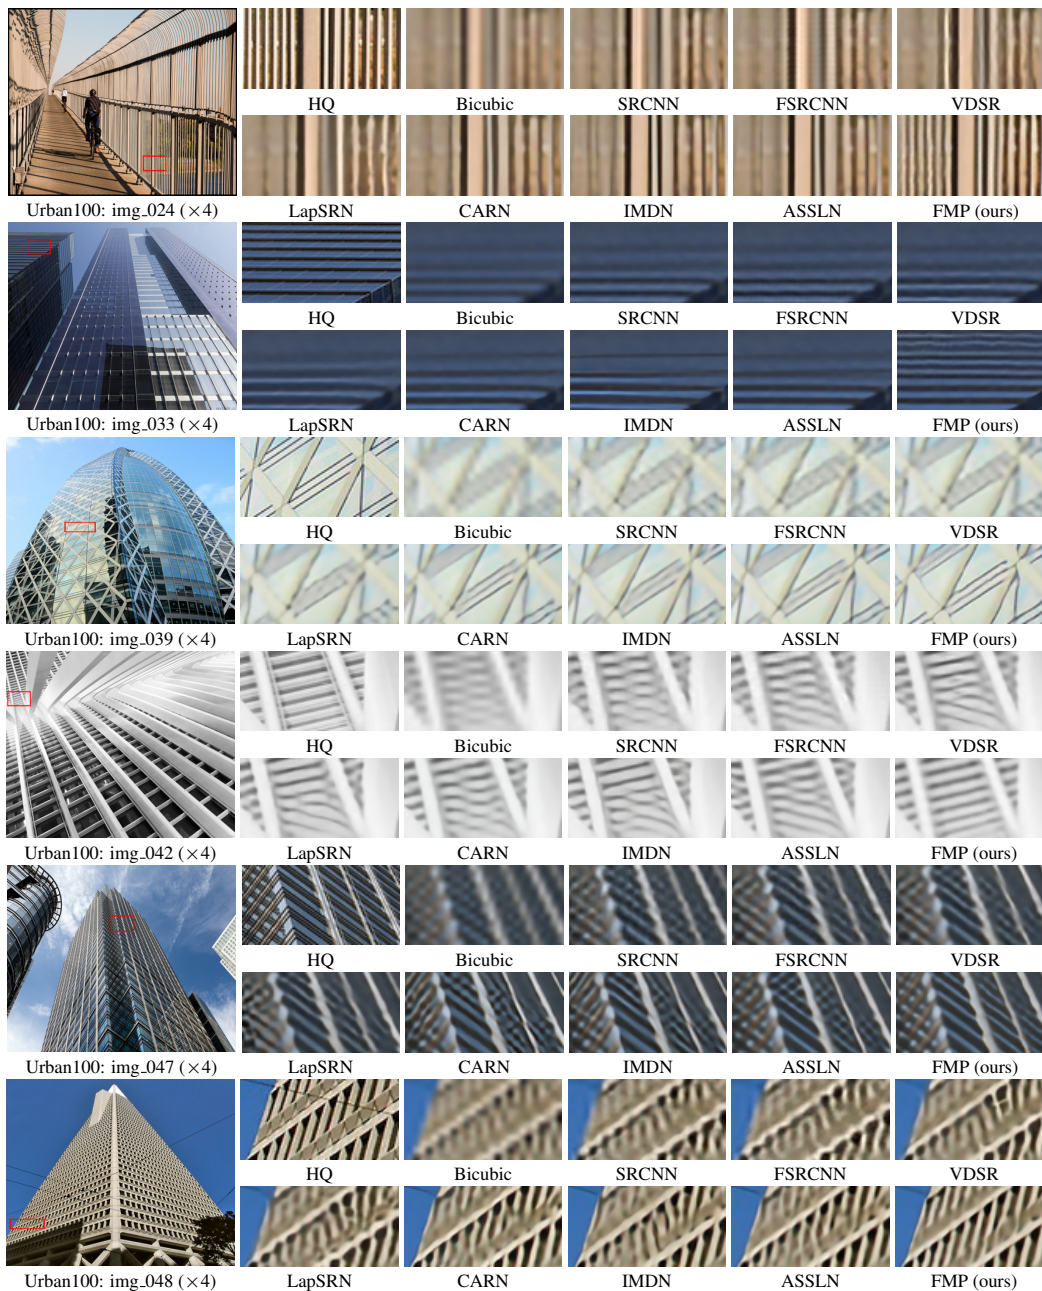 HQ Bicubic SRCNN FSRCNN VDSR
Urban100: img_024 (×4) LapSRN CARN IMDN ASSLN FMP (ours)
HQ Bicubic SRCNN FSRCNN VDSR
Urban100: img_033 (×4) LapSRN CARN IMDN ASSLN FMP (ours)
HQ Bicubic SRCNN FSRCNN VDSR
Urban100: img_039 (×4) LapSRN CARN IMDN ASSLN FMP (ours)
HQ Bicubic SRCNN FSRCNN VDSR
Urban100: img_042 (×4) LapSRN CARN IMDN ASSLN FMP (ours)
HQ Bicubic SRCNN FSRCNN VDSR
Urban100: img_047 (×4) LapSRN CARN IMDN ASSLN FMP (ours)
HQ Bicubic SRCNN FSRCNN VDSR
Urban100: img_048 (×4) LapSRN CARN IMDN ASSLN FMP (ours)